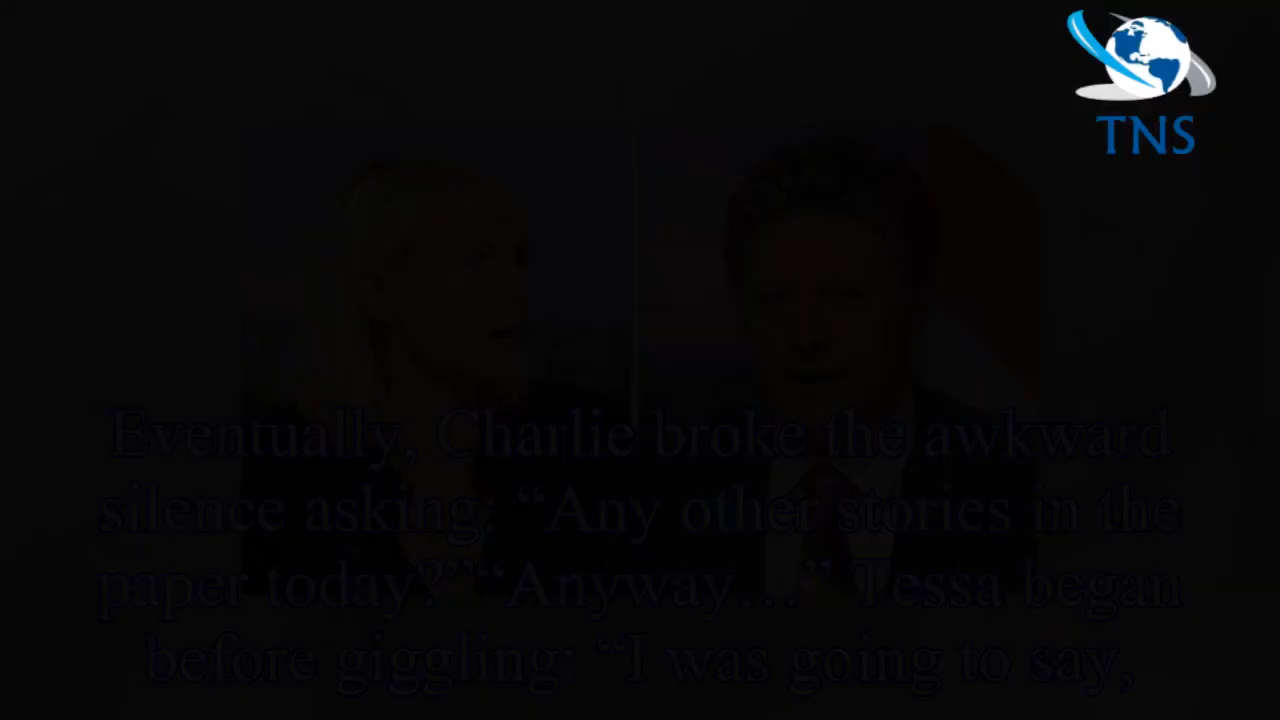 TNS
Eventually, Charlie broke the awkward
silence asking: “Any other stories in the
paper today?” “Anyway…” Tessa began
before giggling: “I was going to say,